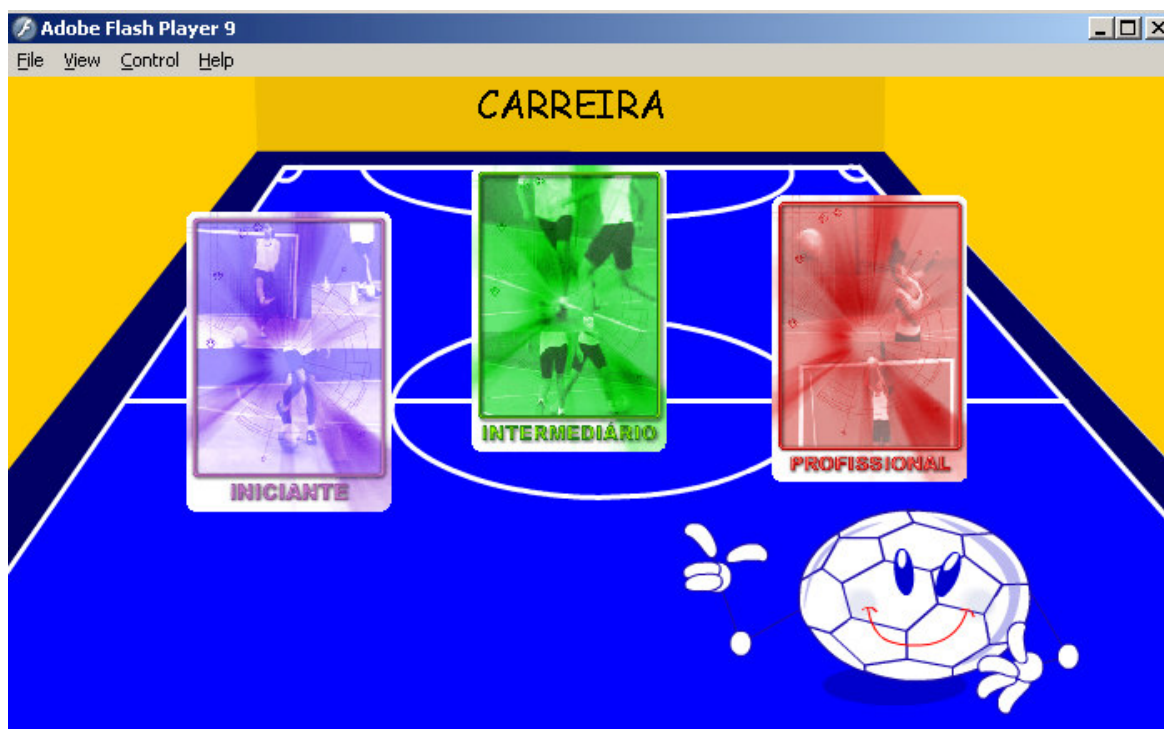 Adobe Flash Player 9
File View Control Help
CARREIRA
INICIANTE
INTERMEDIÁRIO
PROFISSIONAL